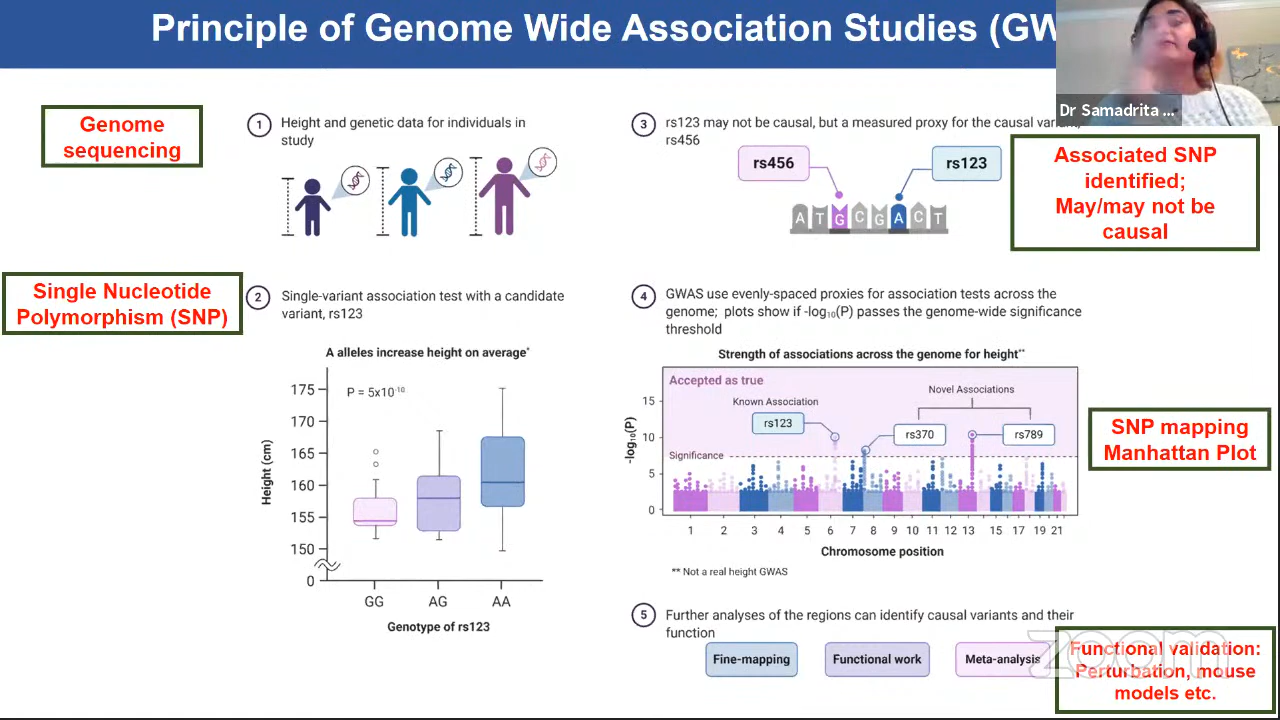 Principle of Genome Wide Association Studies (GW
Dr Samadrita ...
Genome
sequencing
1
Height and genetic data for individuals in
study
Single Nucleotide
Polymorphism (SNP)
2
Single-variant association test with a candidate
variant, rs123
A alleles increase height on average*
P = 5x10⁻¹⁰
175
170
165
160
155
150
0
Height (cm)
GG AG AA
Genotype of rs123
3
rs123 may not be causal, but a measured proxy for the causal variant,
rs456
rs456
rs123
A T G C G A C T
Associated SNP
identified;
May/may not be
causal
4
GWAS use evenly-spaced proxies for association tests across the
genome; plots show if -log₁₀(P) passes the genome-wide significance
threshold
Strength of associations across the genome for height**
Accepted as true
Known Association
rs123
Novel Associations
rs370
rs789
Significance
15
10
5
0
-log₁₀(P)
1 2 3 4 5 6 7 8 9 10 11 12 13 15 17 19 21
Chromosome position
** Not a real height GWAS
SNP mapping
Manhattan Plot
5
Further analyses of the regions can identify causal variants and their
function
Fine-mapping
Functional work
Meta-analysis
Functional validation:
Perturbation, mouse
models etc.
zoom